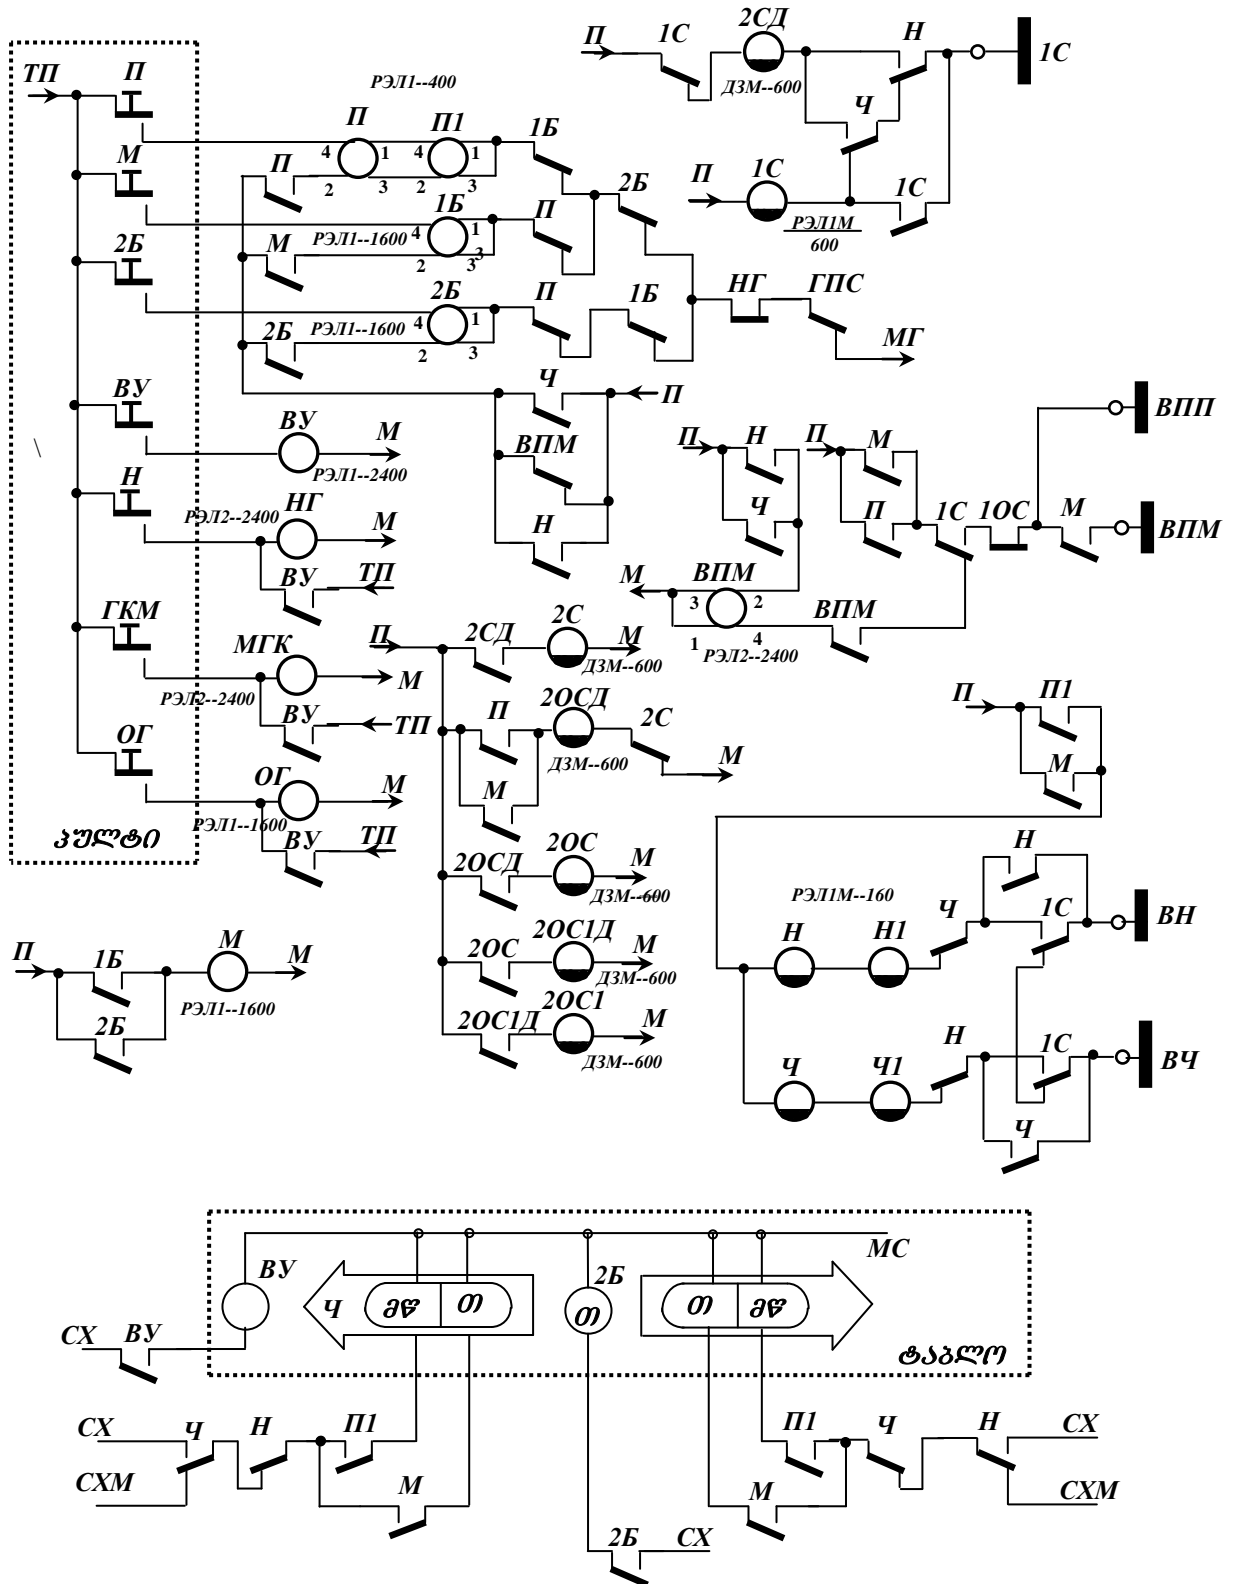 ТП
П
П
1С
2СД
Н
1С
ДЗМ--600
Ч
РЭЛ1--400
П
П1
1Б
4
1
4
1
2
3
2
3
М
П
2Б
П
1С
1С
РЭЛ1М
600
1Б
П
РЭЛ1--1600
4
1
2
3
3
М
2Б
2Б
П
1Б
НГ
ГПС
МГ
РЭЛ1--1600
4
1
2
3
2Б
ВУ
ВУ
М
РЭЛ1--2400
Ч
П
ВПМ
Н
П
Н
Ч
П
М
П
1С
1ОС
М
ВПП
ВПМ
Н
РЭЛ2--2400
НГ
М
ВУ
ТП
М
ВПМ
3
2
1
4
РЭЛ2--2400
ВПМ
ГКМ
МГК
М
РЭЛ2--2400
ВУ
ТП
П
2СД
2С
М
ДЗМ--600
П
2ОСД
2С
М
ДЗМ--600
М
П
П1
М
ОГ
ОГ
М
РЭЛ1--1600
ВУ
ТП
პულტი
2ОСД
2ОС
М
ДЗМ--600
2ОС
2ОС1Д
М
ДЗМ--600
2ОС1Д
2ОС1
М
ДЗМ--600
РЭЛ1М--160
Н
Н1
Ч
Н
1С
ВН
Ч
Ч1
Н
1С
ВЧ
Ч
П
1Б
М
М
РЭЛ1--1600
2Б
МС
ВУ
Ч
მწ
თ
2Б
თ
თ
მწ
ტაბლო
СХ
ВУ
СХ
Ч
Н
П1
СХМ
М
П1
Ч
Н
СХ
М
СХМ
2Б
СХ